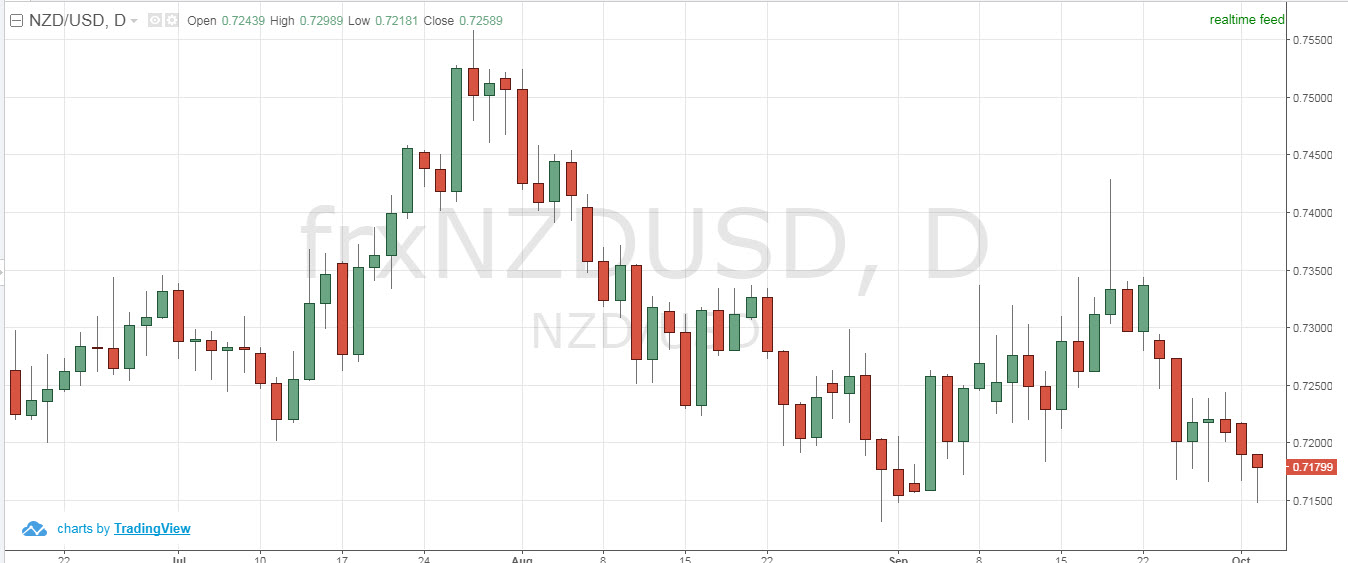 NZD/USD, D Open 0.72439 High 0.72989 Low 0.72181 Close 0.72589
realtime feed
0.75500
0.75000
0.74500
0.74000
0.73500
0.73000
0.72500
0.72000
0.71799
0.71500
frxNZDUSD, D
NZD/USD
charts by TradingView
22 Jul 10 17 24 Aug 8 15 22 Sep 8 15 22 Oct